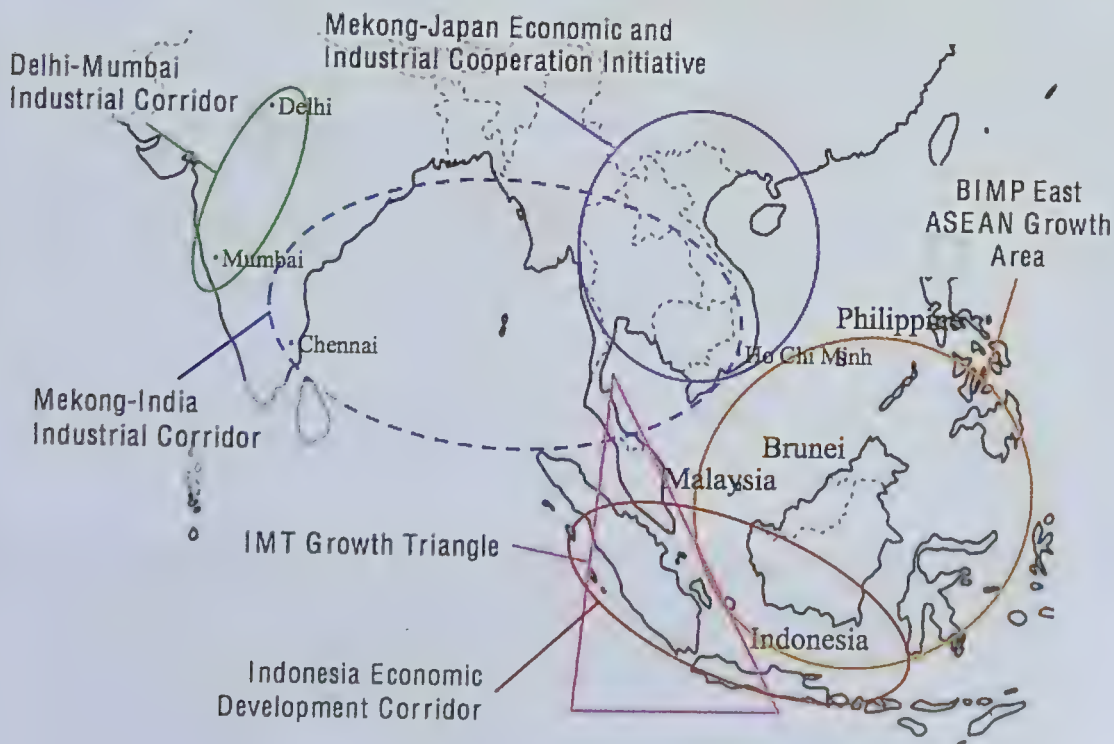 Mekong-Japan Economic and
Industrial Cooperation Initiative
Delhi-Mumbai
Industrial Corridor
Delhi
BIMP East
ASEAN Growth
Area
Mumbai
Philippines
Chennai
Ho Chi Minh
Mekong-India
Industrial Corridor
Brunei
Malaysia
IMT Growth Triangle
Indonesia
Indonesia Economic
Development Corridor